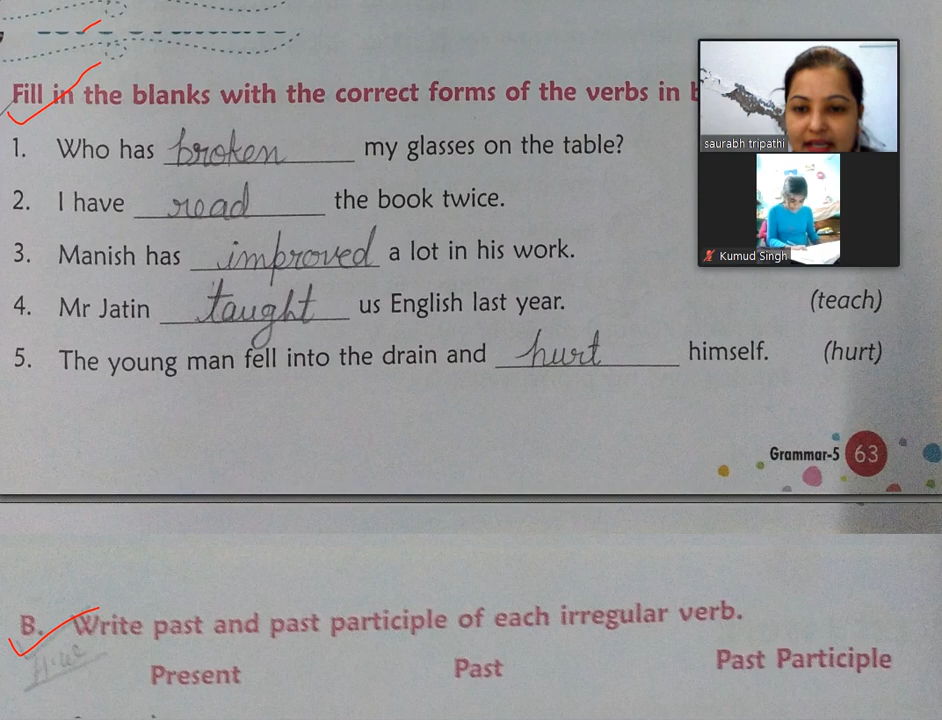 Fill in the blanks with the correct forms of the verbs in
1. Who has broken my glasses on the table?
2. I have read the book twice.
3. Manish has improved a lot in his work.
4. Mr Jatin taught us English last year. (teach)
5. The young man fell into the drain and hurt himself. (hurt)
saurabh tripathi
Kumud Singh
Grammar-5 63
B. Write past and past participle of each irregular verb.
H.w
Present Past Past Participle